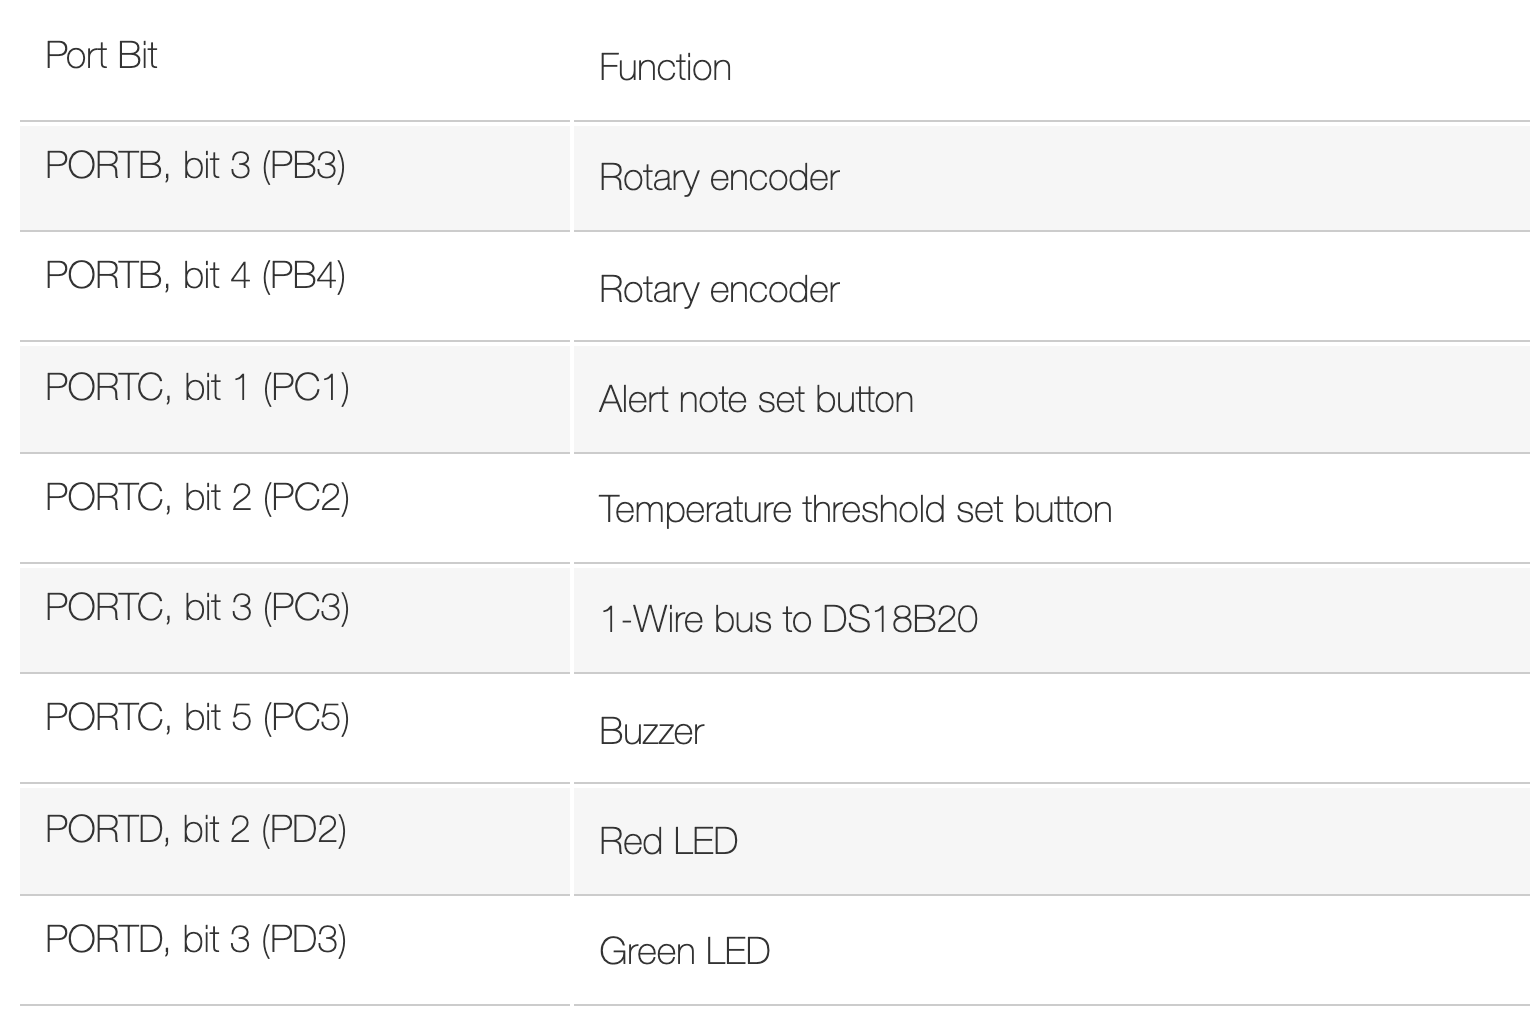 Port Bit
Function
PORTB, bit 3 (PB3)
Rotary encoder
PORTB, bit 4 (PB4)
Rotary encoder
PORTC, bit 1 (PC1)
Alert note set button
PORTC, bit 2 (PC2)
Temperature threshold set button
PORTC, bit 3 (PC3)
1-Wire bus to DS18B20
PORTC, bit 5 (PC5)
Buzzer
PORTD, bit 2 (PD2)
Red LED
PORTD, bit 3 (PD3)
Green LED